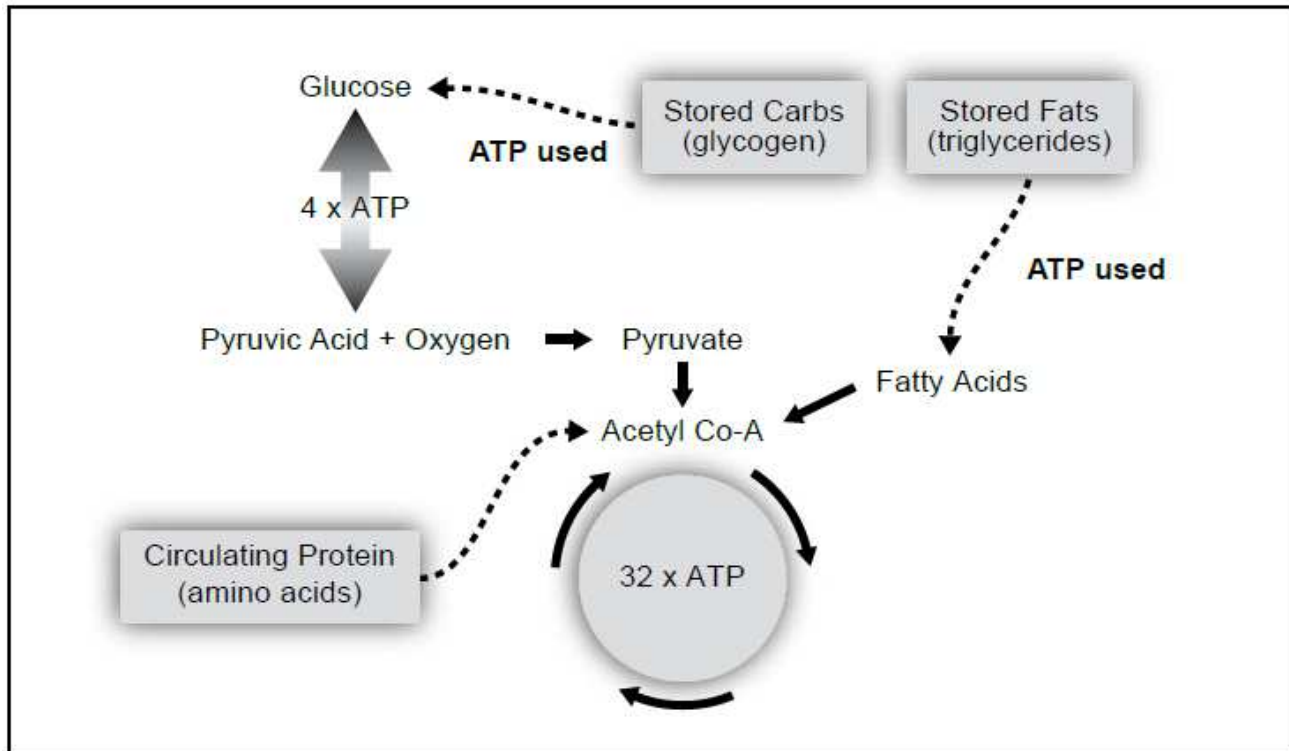 Glucose
Stored Carbs
(glycogen)
Stored Fats
(triglycerides)
ATP used
4 x ATP
ATP used
Pyruvic Acid + Oxygen
Pyruvate
Fatty Acids
Acetyl Co-A
Circulating Protein
(amino acids)
32 x ATP